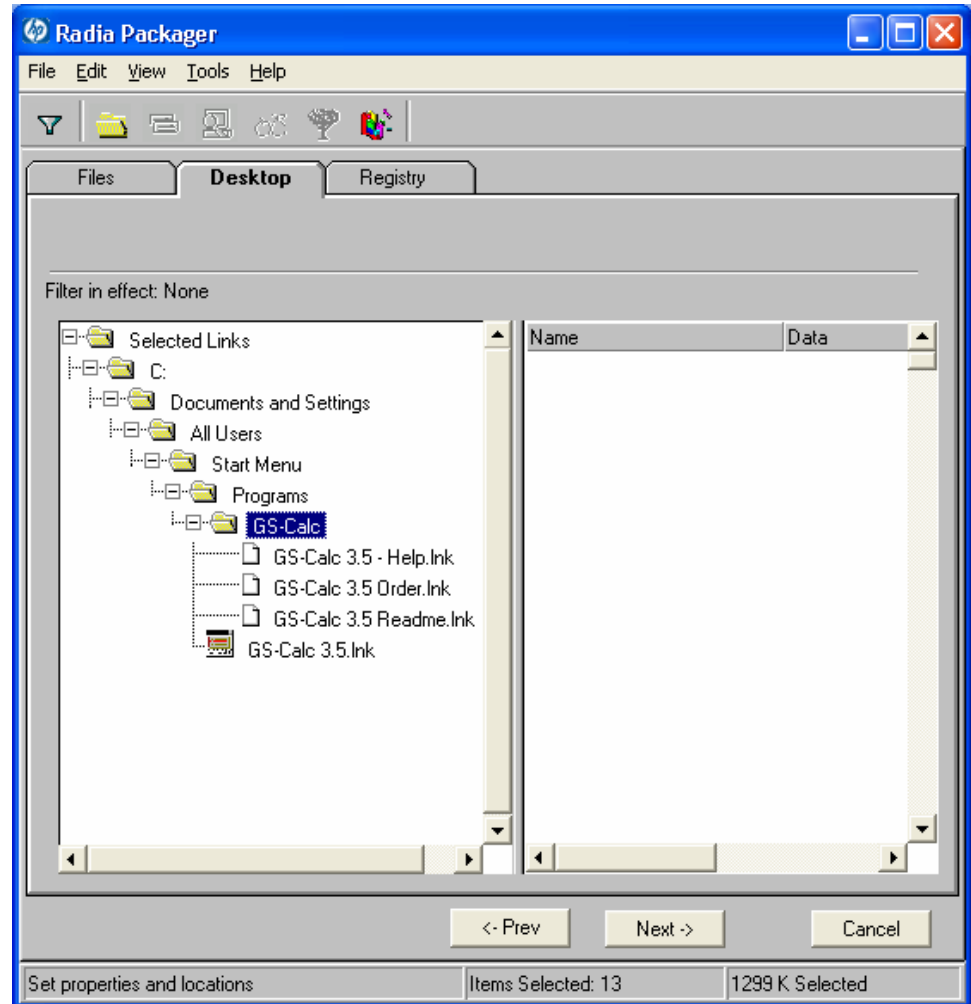 Radia Packager
File Edit View Tools Help
Files Desktop Registry
Filter in effect: None
Selected Links
C:
Documents and Settings
All Users
Start Menu
Programs
GS-Calc
GS-Calc 3.5 - Help.lnk
GS-Calc 3.5 Order.lnk
GS-Calc 3.5 Readme.lnk
GS-Calc 3.5.lnk
Name Data
<- Prev Next -> Cancel
Set properties and locations Items Selected: 13 1299 K Selected